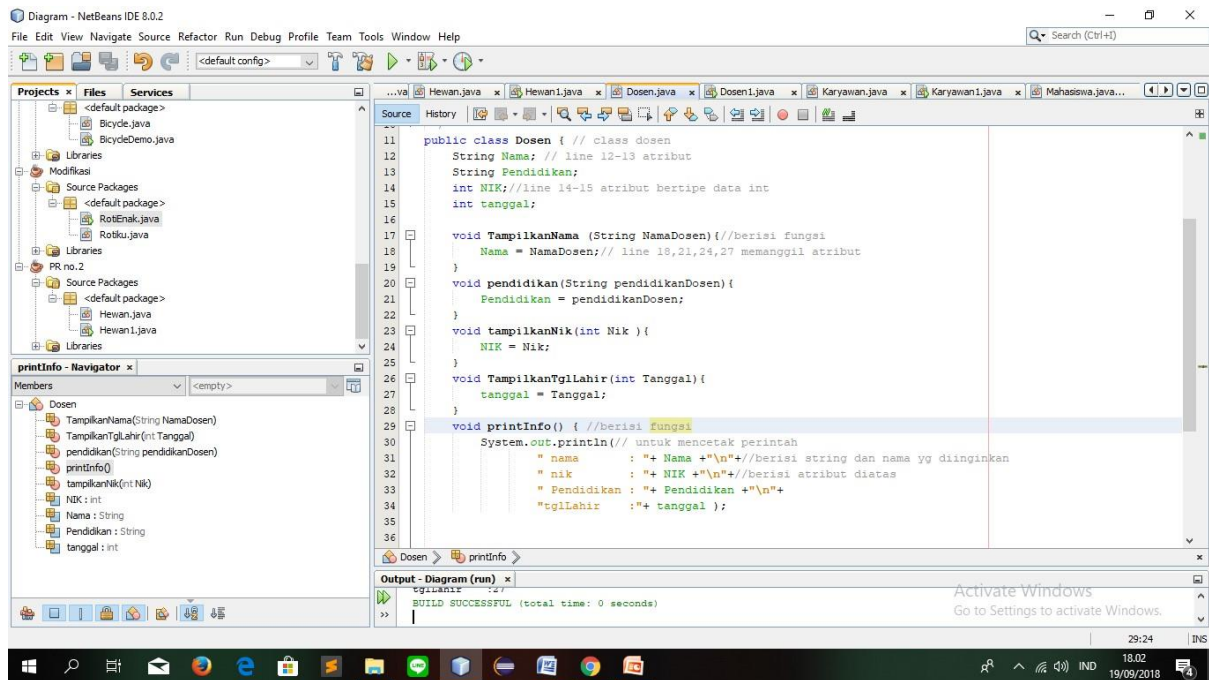 Diagram - NetBeans IDE 8.0.2
File Edit View Navigate Source Refactor Run Debug Profile Team Tools Window Help
Search (Ctrl+I)
<default config>
Projects x Files Services
<default package>
Bicycle.java
BicycleDemo.java
Libraries
Modifikasi
Source Packages
<default package>
RotiEnak.java
Rotiku.java
Libraries
PR no.2
Source Packages
<default package>
Hewan.java
Hewan1.java
Libraries
printInfo - Navigator x
Members <empty>
Dosen
TampilkanNama(String NamaDosen)
TampilkanTglLahir(int Tanggal)
pendidikan(String pendidikanDosen)
printInfo()
tampilkanNik(int Nik)
NIK : int
Nama : String
Pendidikan : String
tanggal : int
...va Hewan.java x Hewan1.java x Dosen.java x Dosen1.java x Karyawan.java x Karyawan1.java x Mahasiswa.java...
Source History
11 public class Dosen { // class dosen
12 String Nama; // line 12-13 atribut
13 String Pendidikan;
14 int NIK;//line 14-15 atribut bertipe data int
15 int tanggal;
16
17 void TampilkanNama (String NamaDosen){//berisi fungsi
18 Nama = NamaDosen;// line 18,21,24,27 memanggil atribut
19 }
20 void pendidikan(String pendidikanDosen){
21 Pendidikan = pendidikanDosen;
22 }
23 void tampilkanNik(int Nik ){
24 NIK = Nik;
25 }
26 void TampilkanTglLahir(int Tanggal){
27 tanggal = Tanggal;
28 }
29 void printInfo() { //berisi fungsi
30 System.out.println(// untuk mencetak perintah
31 " nama : "+ Nama +"\n"+//berisi string dan nama yg diinginkan
32 " nik : "+ NIK +"\n"+//berisi atribut diatas
33 " Pendidikan : "+ Pendidikan +"\n"+
34 "tglLahir :"+ tanggal );
35
36
Dosen printInfo
Output - Diagram (run) x
tglLahir :27
BUILD SUCCESSFUL (total time: 0 seconds)
Activate Windows
Go to Settings to activate Windows.
29:24 INS
IND
18.02
19/09/2018